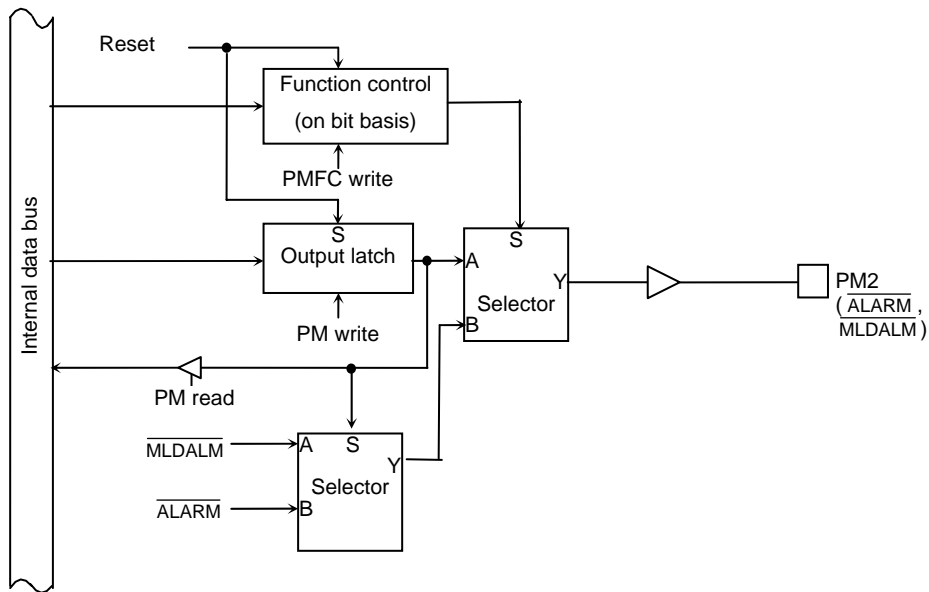 Reset
Function control
(on bit basis)
PMFC write
S
Output latch
PM write
Internal data bus
S
A
Y
Selector
B
PM2
(ALARM,
MLDALM)
PM read
MLDALM
A
S
Y
Selector
ALARM
B